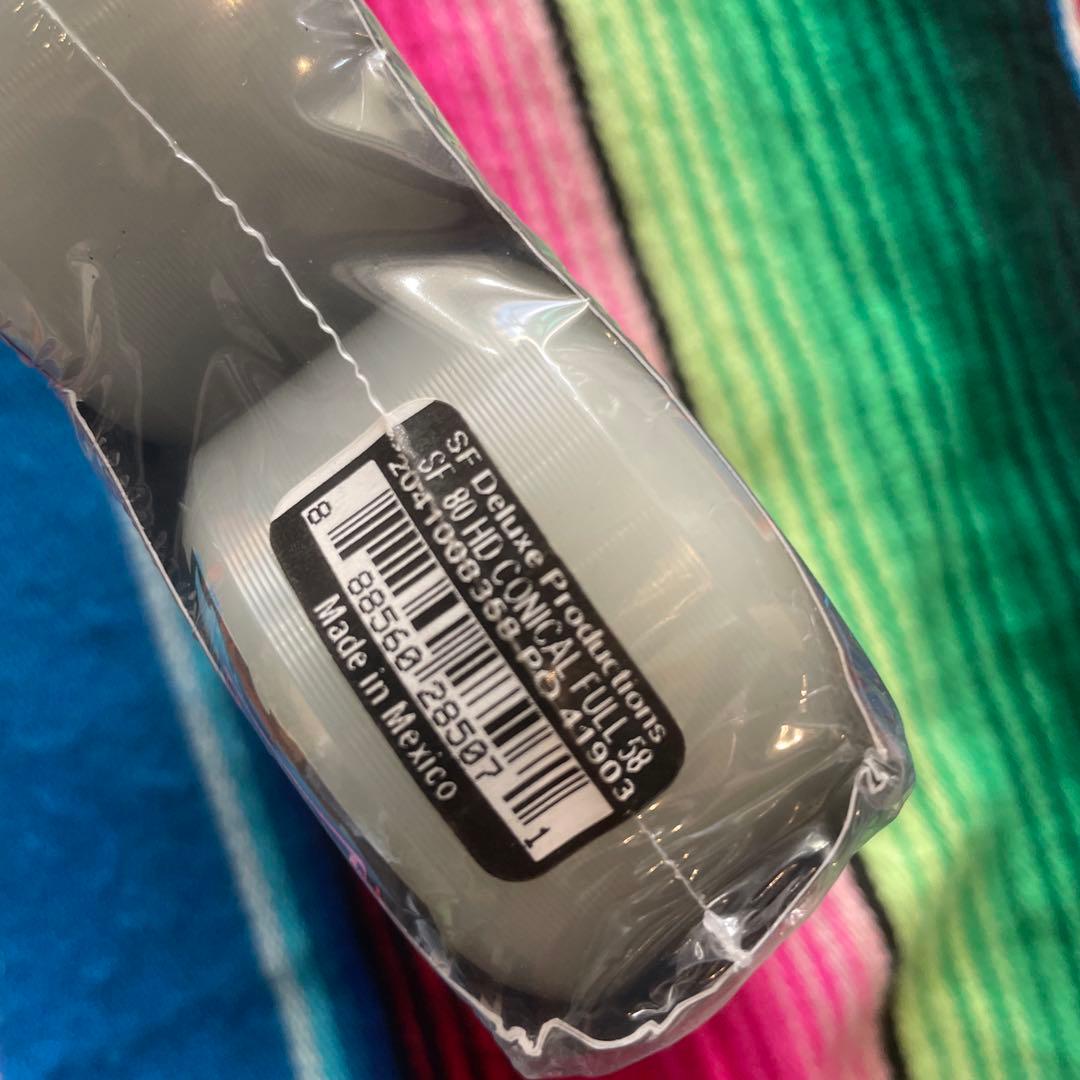 SF Deluxe Productions
SF 80 HD CONICAL FULL 58
2041008358 PO 41903
8 88560 28507 1
Made in Mexico